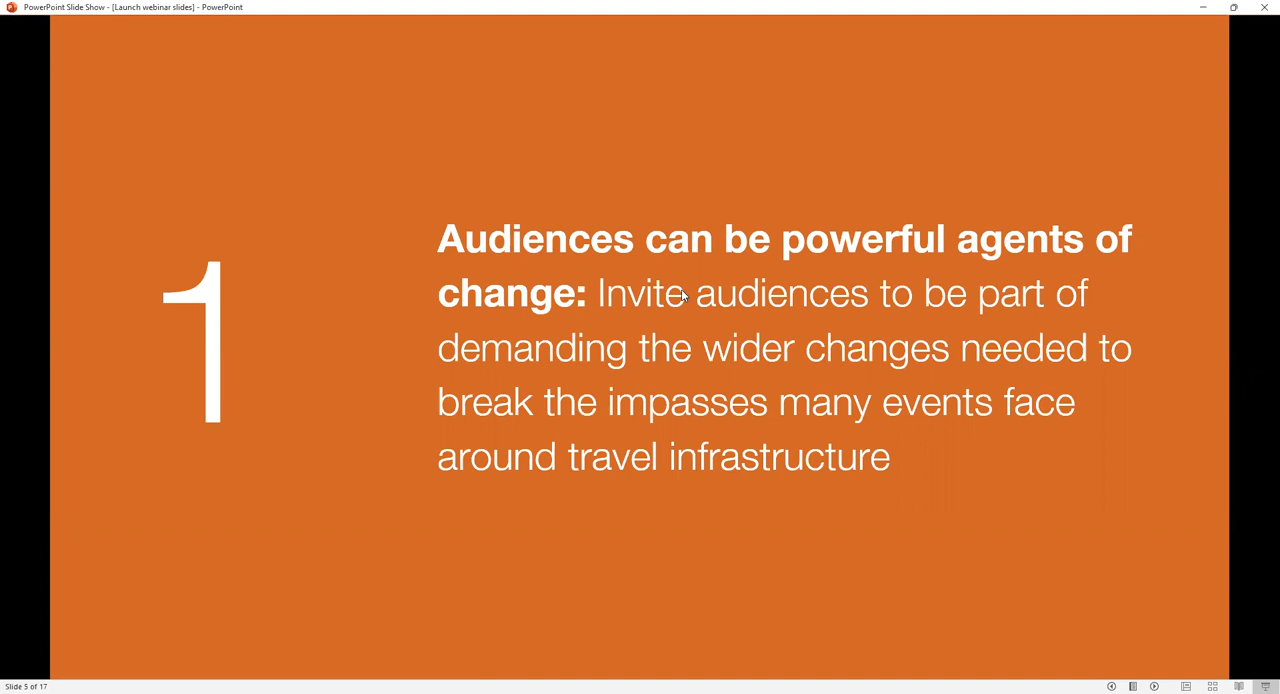 PowerPoint Slide Show - [Launch webinar slides] - PowerPoint
1
Audiences can be powerful agents of
change: Invite audiences to be part of
demanding the wider changes needed to
break the impasses many events face
around travel infrastructure
Slide 5 of 17